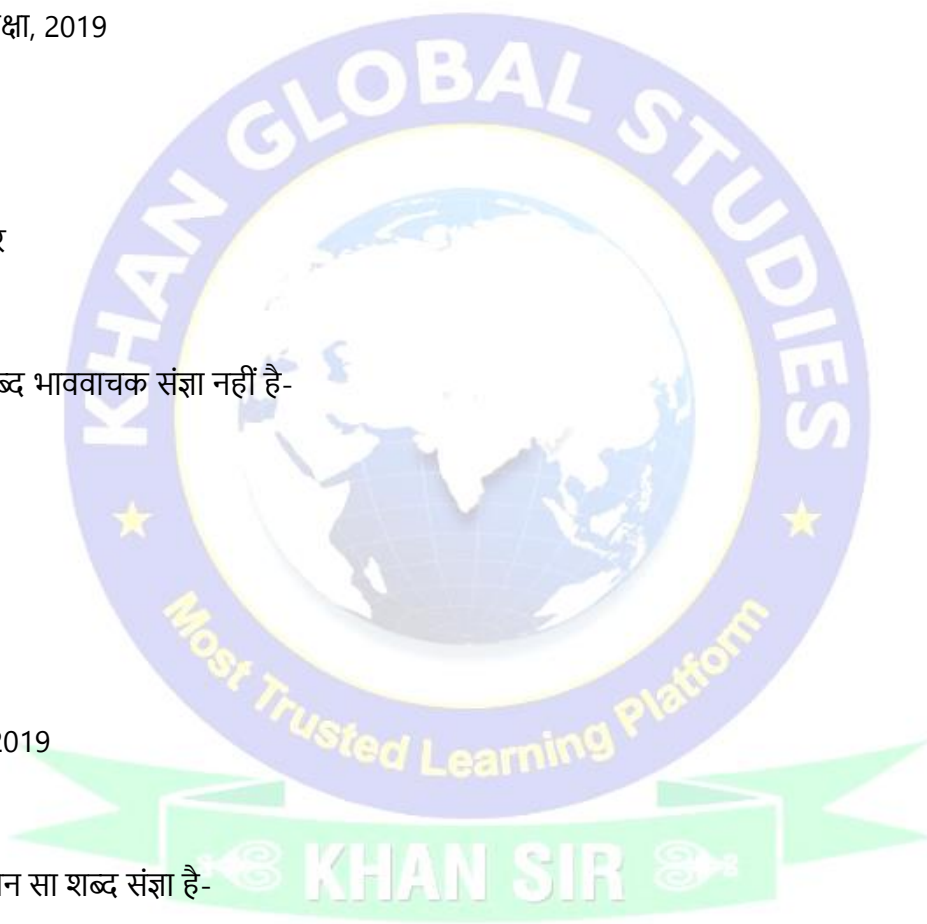 क्षा, 2019
KHAN GLOBAL STUDIES
र
ब्द भाववाचक संज्ञा नहीं है-
Most Trusted Learning Platform
2019
KHAN SIR
न सा शब्द संज्ञा है-